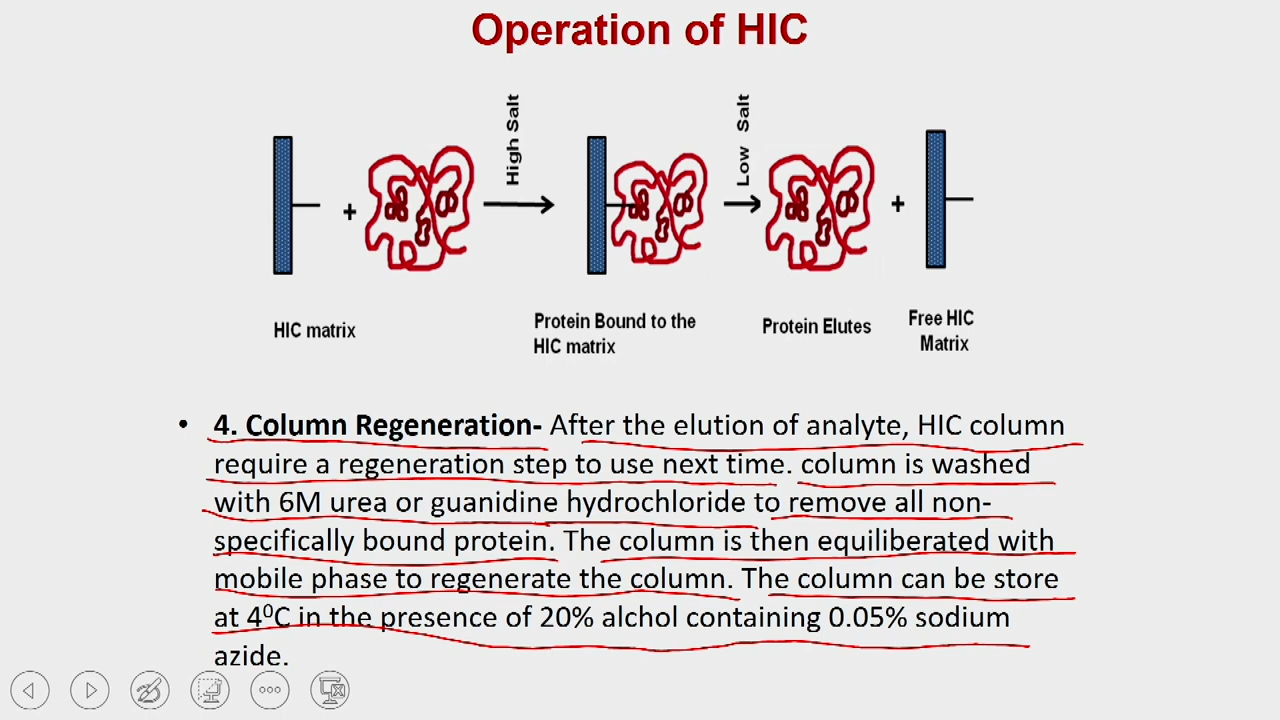 Operation of HIC
High Salt
Low Salt
+
+
HIC matrix
Protein Bound to the
HIC matrix
Protein Elutes
Free HIC
Matrix
• 4. Column Regeneration- After the elution of analyte, HIC column
require a regeneration step to use next time. column is washed
with 6M urea or guanidine hydrochloride to remove all non-
specifically bound protein. The column is then equiliberated with
mobile phase to regenerate the column. The column can be store
at 4⁰C in the presence of 20% alchol containing 0.05% sodium
azide.